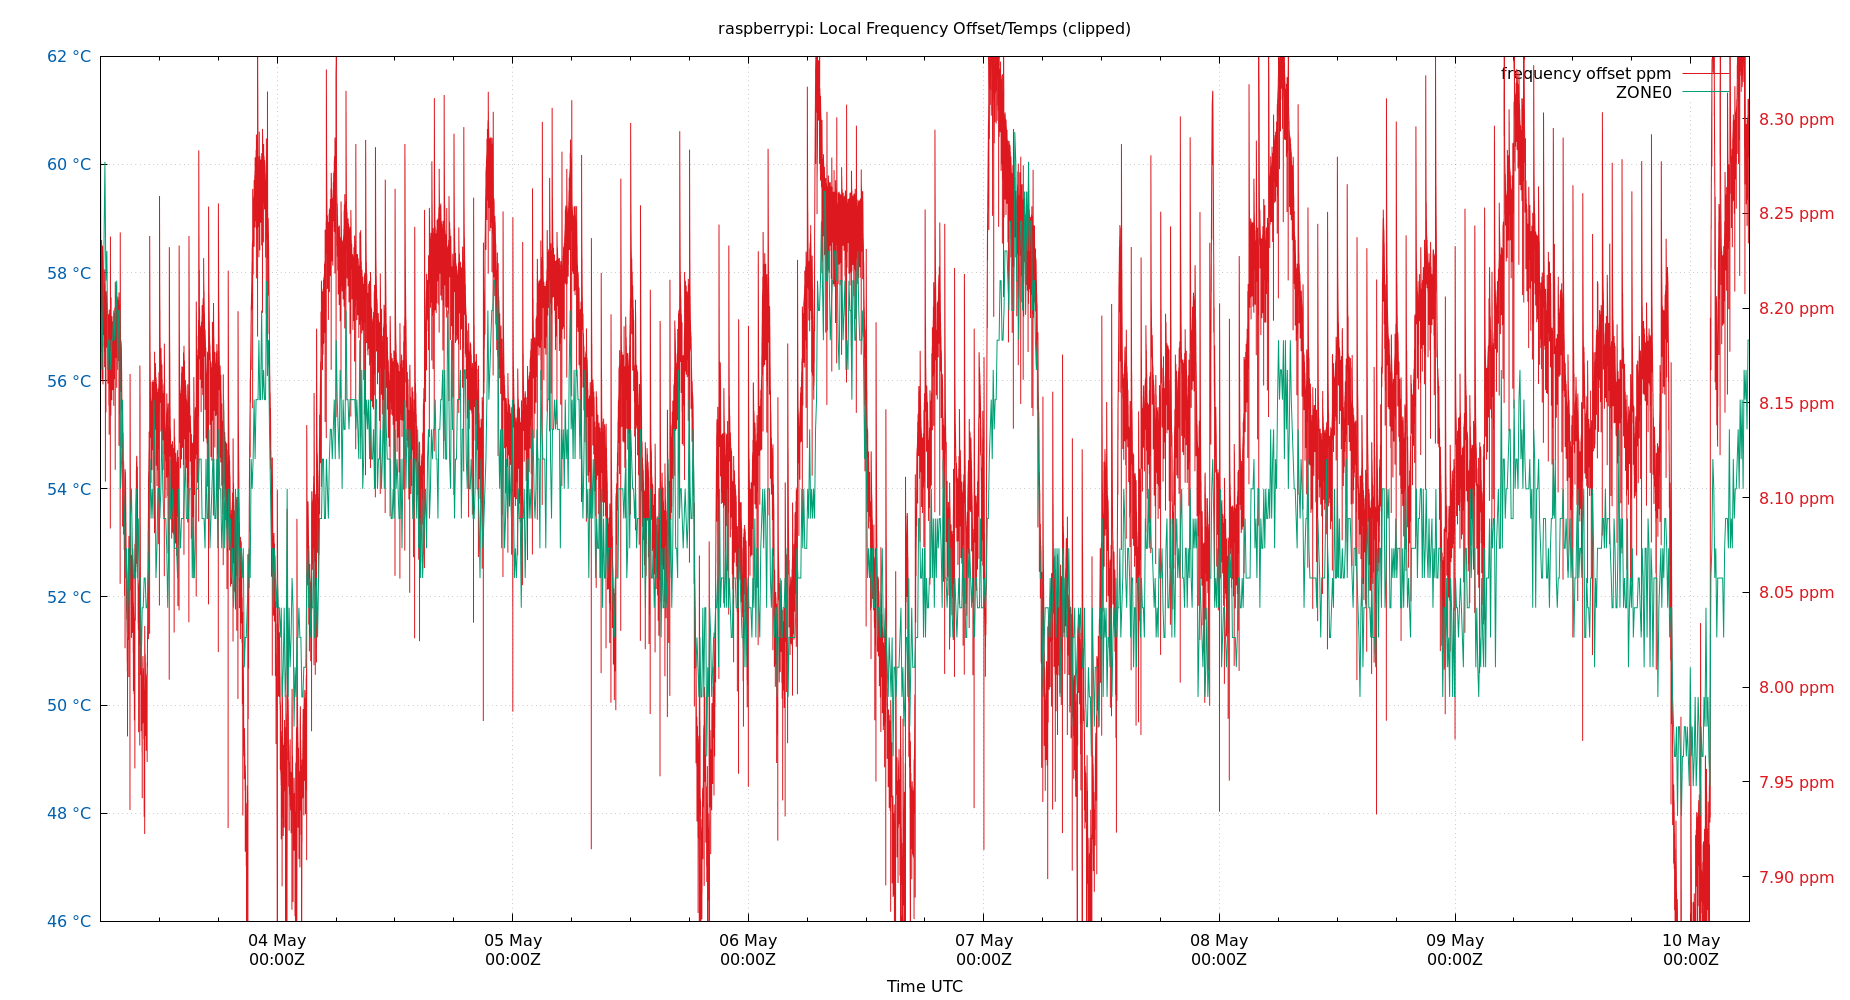 raspberrypi: Local Frequency Offset/Temps (clipped)
62 °C
60 °C
58 °C
56 °C
54 °C
52 °C
50 °C
48 °C
46 °C
frequency offset ppm
ZONE0
8.30 ppm
8.25 ppm
8.20 ppm
8.15 ppm
8.10 ppm
8.05 ppm
8.00 ppm
7.95 ppm
7.90 ppm
04 May
00:00Z
05 May
00:00Z
06 May
00:00Z
07 May
00:00Z
08 May
00:00Z
09 May
00:00Z
10 May
00:00Z
Time UTC